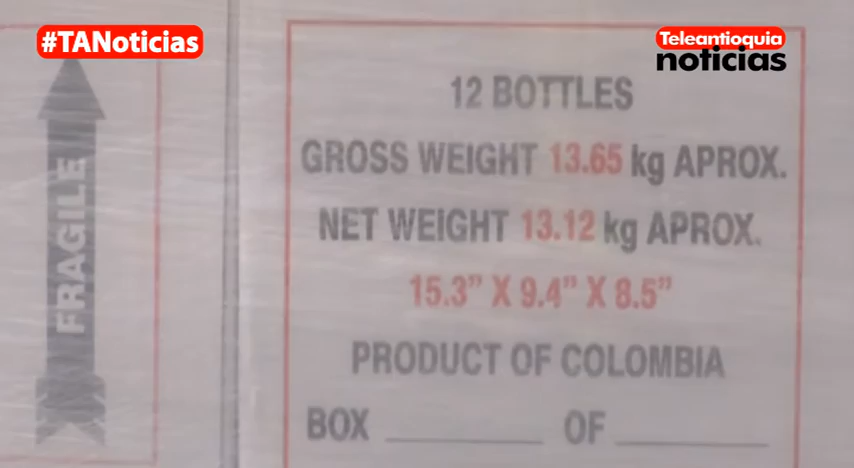 #TANoticias
Teleantioquia
noticias
FRAGILE
12 BOTTLES
GROSS WEIGHT 13.65 kg APROX.
NET WEIGHT 13.12 kg APROX.
15.3” X 9.4” X 8.5”
PRODUCT OF COLOMBIA
BOX ________ OF ________